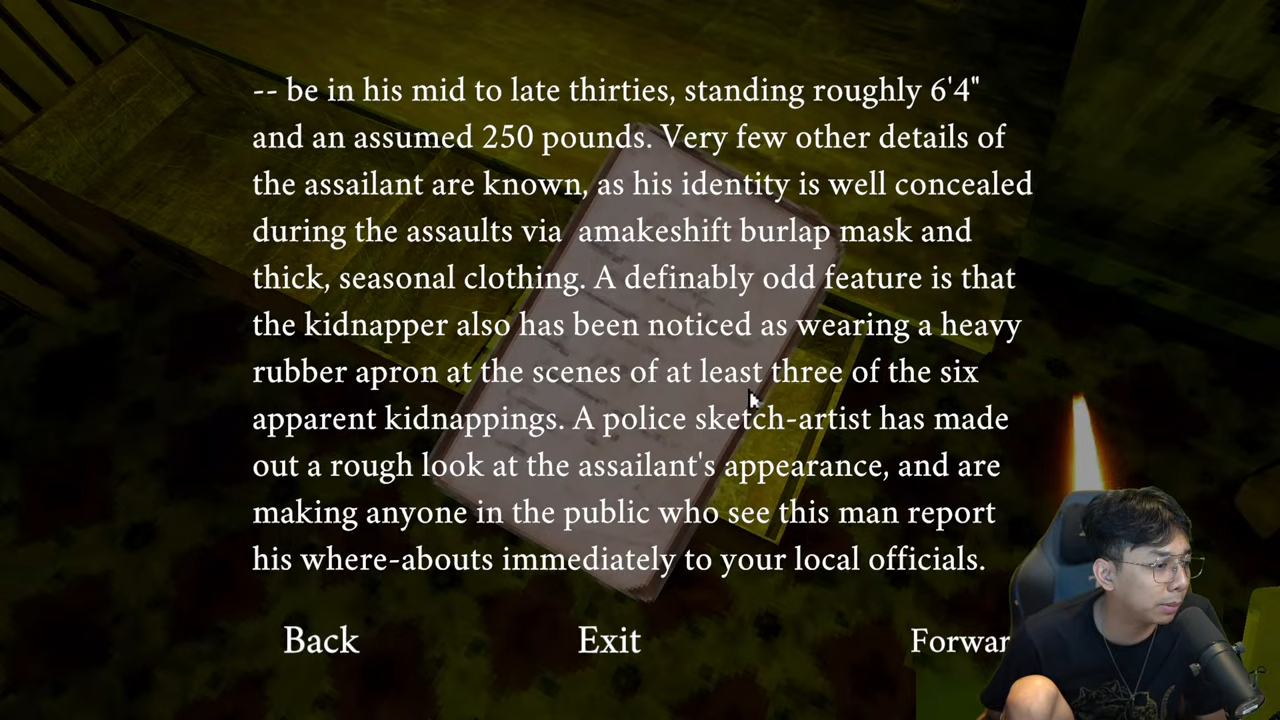 -- be in his mid to late thirties, standing roughly 6'4"
and an assumed 250 pounds. Very few other details of
the assailant are known, as his identity is well concealed
during the assaults via  amakeshift burlap mask and
thick, seasonal clothing. A definably odd feature is that
the kidnapper also has been noticed as wearing a heavy
rubber apron at the scenes of at least three of the six
apparent kidnappings. A police sketch-artist has made
out a rough look at the assailant's appearance, and are
making anyone in the public who see this man report
his where-abouts immediately to your local officials.
Back Exit Forwar